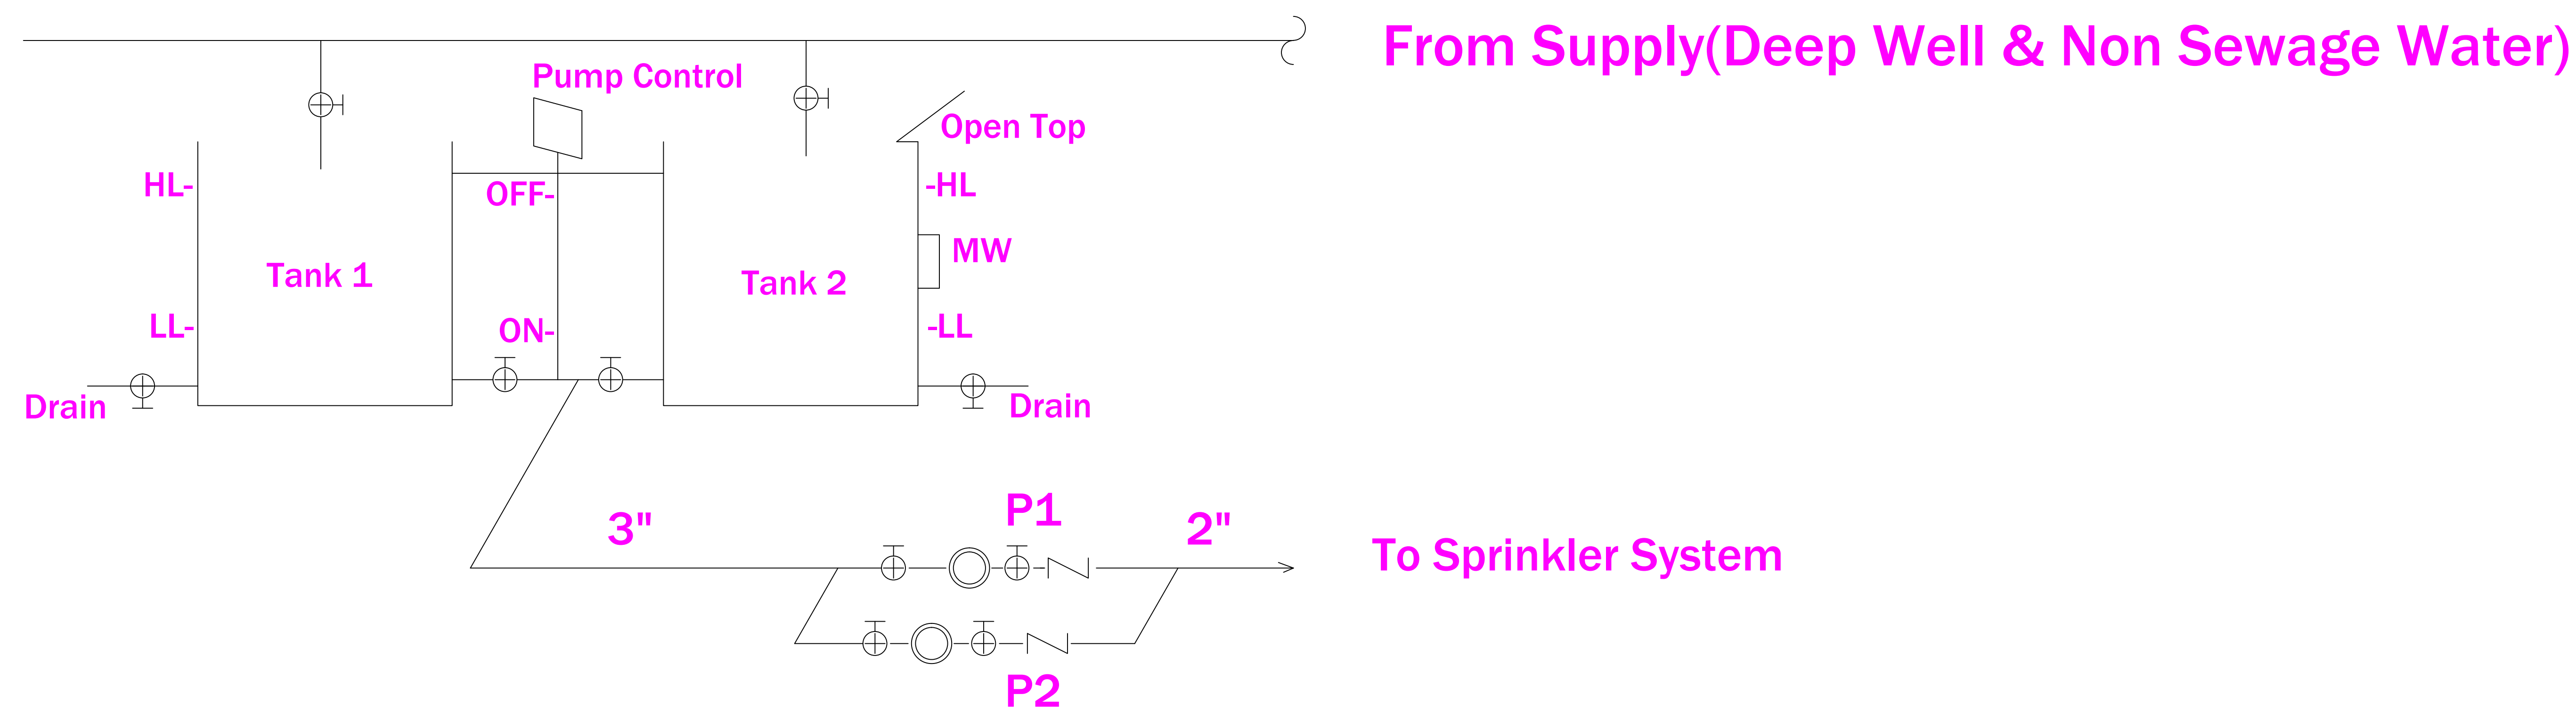 From Supply(Deep Well & Non Sewage Water)
Pump Control
Open Top
HL-
OFF-
-HL
MW
Tank 1
Tank 2
LL-
ON-
-LL
Drain
Drain
P1
3"
2"
To Sprinkler System
P2